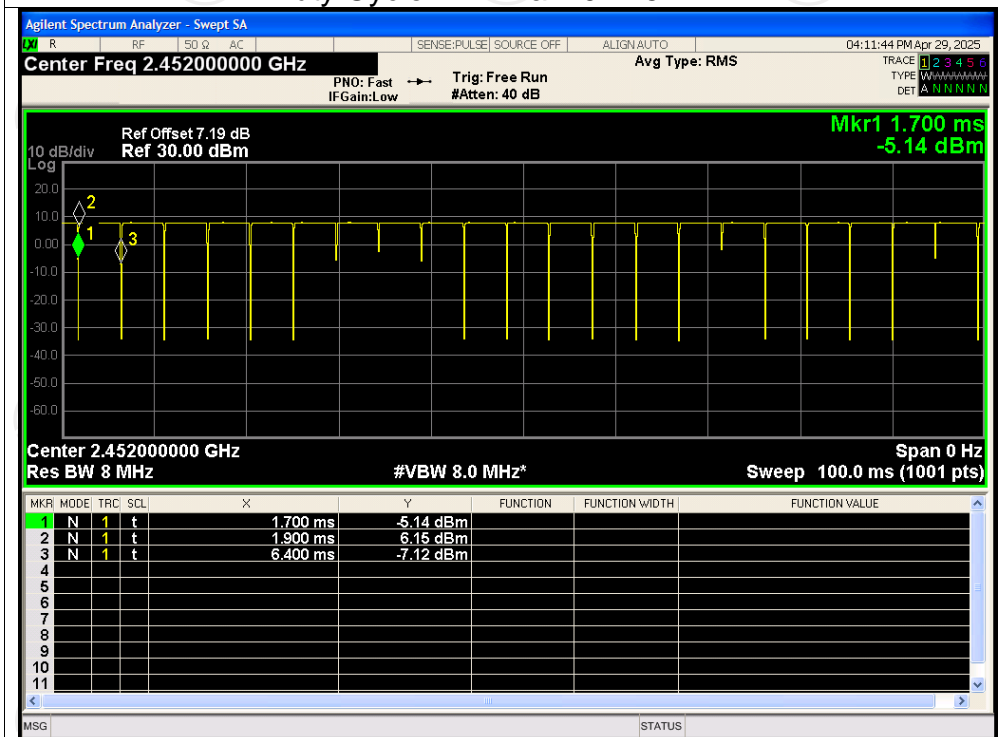 Agilent Spectrum Analyzer - Swept SA
LXI R RF 50 Ω AC SENSE:PULSE SOURCE OFF ALIGN AUTO 04:11:44 PM Apr 29, 2025
Center Freq 2.452000000 GHz Avg Type: RMS TRACE 1 2 3 4 5 6
PNO: Fast Trig: Free Run TYPE W
IFGain:Low #Atten: 40 dB DET A N N N N N
Mkr1 1.700 ms
Ref Offset 7.19 dB
10 dB/div Ref 30.00 dBm -5.14 dBm
Log
20.0
2
10.0
1
3
0.00
-10.0
-20.0
-30.0
-40.0
-50.0
-60.0
Center 2.452000000 GHz Span 0 Hz
Res BW 8 MHz #VBW 8.0 MHz* Sweep 100.0 ms (1001 pts)
MKR MODE TRC SCL X Y FUNCTION FUNCTION WIDTH FUNCTION VALUE
1 N 1 t 1.700 ms -5.14 dBm
2 N 1 t 1.900 ms 6.15 dBm
3 N 1 t 6.400 ms -7.12 dBm
4
5
6
7
8
9
10
11
MSG STATUS